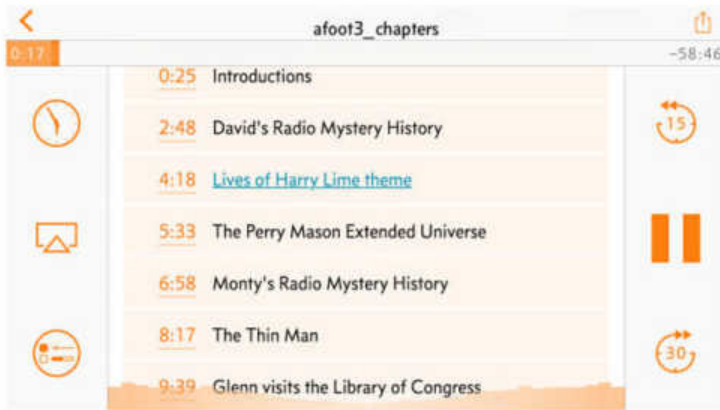 afoot3_chapters
0:17
-58:46
0:25 Introductions
2:48 David's Radio Mystery History
4:18 Lives of Harry Lime theme
5:33 The Perry Mason Extended Universe
6:58 Monty's Radio Mystery History
8:17 The Thin Man
9:39 Glenn visits the Library of Congress
15
30